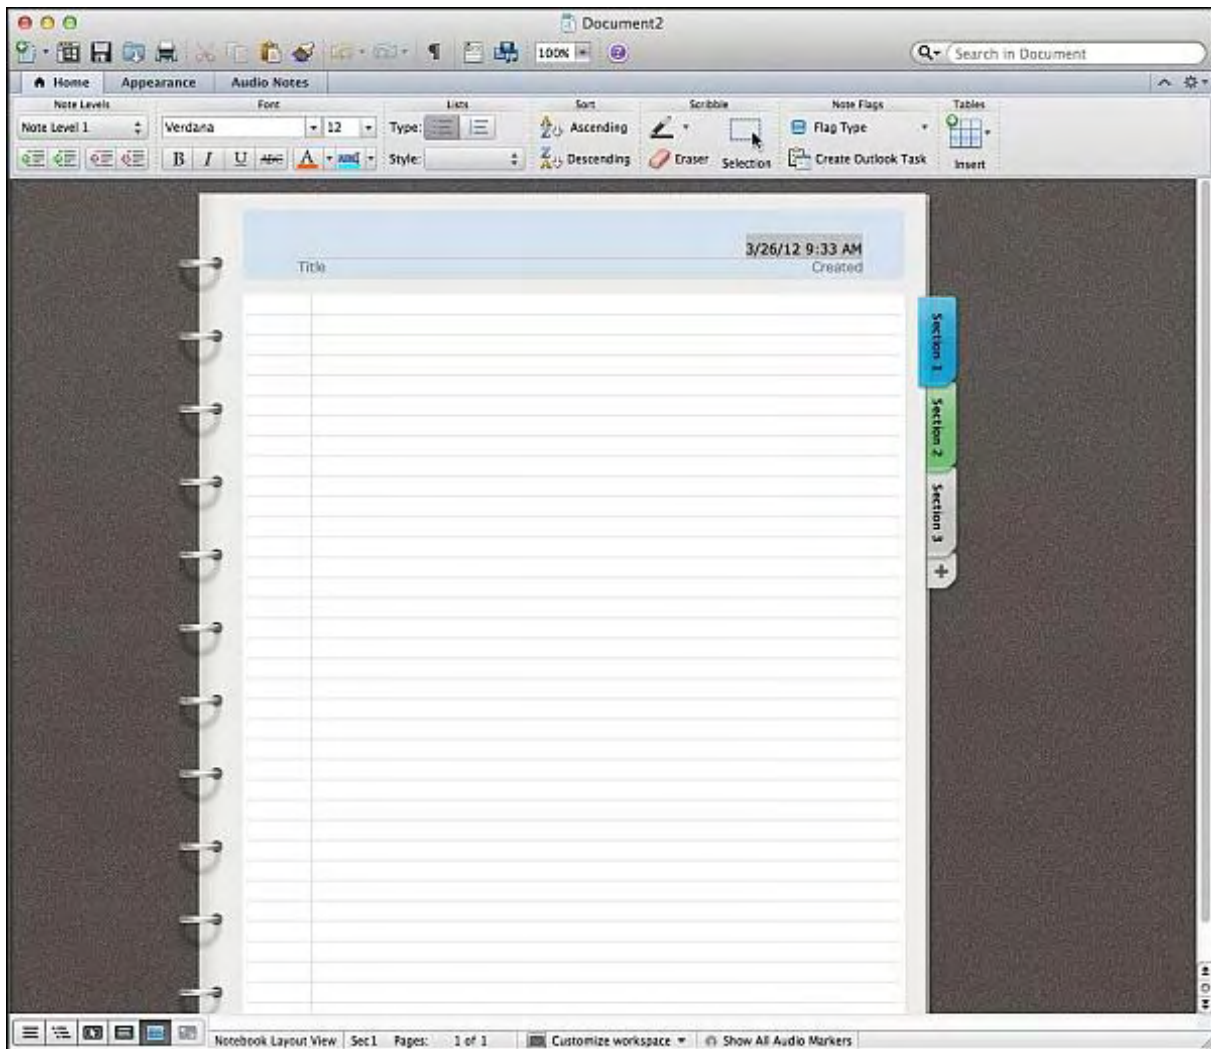 Document2
100%
Search in Document
Home Appearance Audio Notes
Note Levels Font Lists Sort Scribble Note Flags Tables
Note Level 1 Verdana 12 Type: Ascending Flag Type
B I U ABC A ABC Style: Descending Eraser Selection Create Outlook Task Insert
3/26/12 9:33 AM
Title Created
Section 1
Section 2
Section 3
Notebook Layout View Sec 1 Pages: 1 of 1 Customize workspace Show All Audio Markers